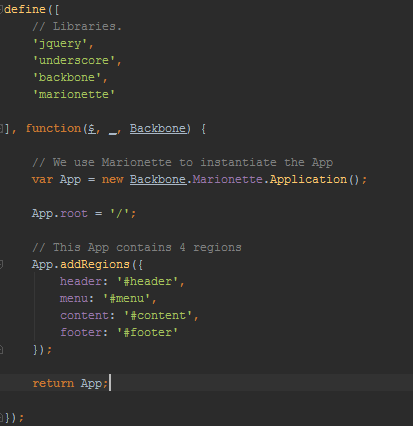 define([
    // Libraries.
    'jquery',
    'underscore',
    'backbone',
    'marionette'
], function($, _, Backbone) {
    // We use Marionette to instantiate the App
    var App = new Backbone.Marionette.Application();
    App.root = '/';
    // This App contains 4 regions
    App.addRegions({
        header: '#header',
        menu: '#menu',
        content: '#content',
        footer: '#footer'
    });
    return App;
});